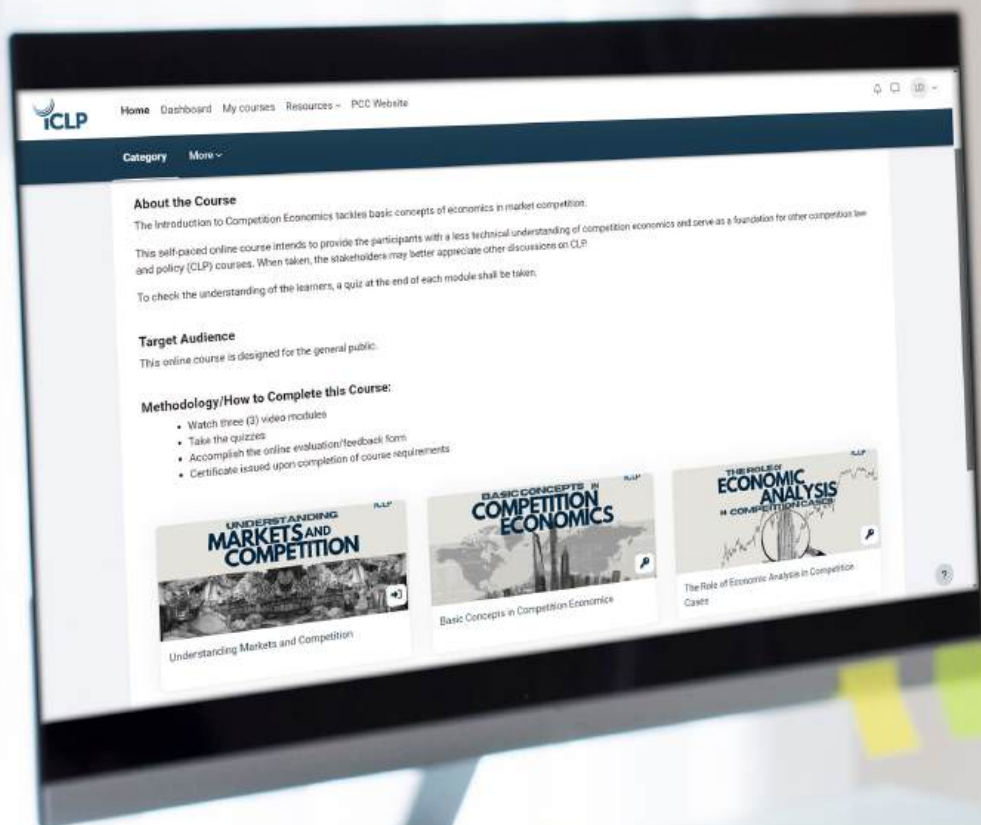 iCLP
Home Dashboard My courses Resources PCC Website
UD
Category More
About the Course
The Introduction to Competition Economics tackles basic concepts of economics in market competition.
This self-paced online course intends to provide the participants with a less technical understanding of competition economics and serve as a foundation for other competition law
and policy (CLP) courses. When taken, the stakeholders may better appreciate other discussions on CLP.
To check the understanding of the learners, a quiz at the end of each module shall be taken.
Target Audience
This online course is designed for the general public.
Methodology/How to Complete this Course:
• Watch three (3) video modules
• Take the quizzes
• Accomplish the online evaluation/feedback form
• Certificate issued upon completion of course requirements
iCLP
UNDERSTANDING
MARKETS AND
COMPETITION
Understanding Markets and Competition
iCLP
BASIC CONCEPTS IN
COMPETITION
ECONOMICS
Basic Concepts in Competition Economics
iCLP
THE ROLE OF
ECONOMIC
ANALYSIS
IN COMPETITION CASES
The Role of Economic Analysis in Competition
Cases
?